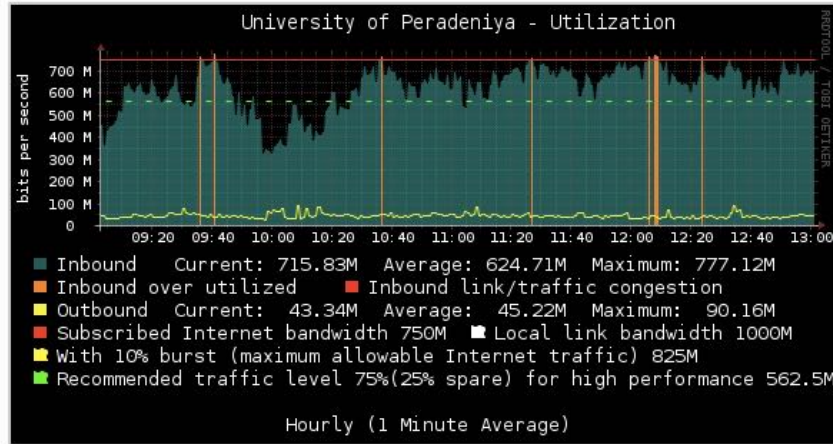 University of Peradeniya - Utilization
RRDTOOL / TOBI OETIKER
bits per second
700 M
600 M
500 M
400 M
300 M
200 M
100 M
0
09:20 09:40 10:00 10:20 10:40 11:00 11:20 11:40 12:00 12:20 12:40 13:00
Inbound Current: 715.83M Average: 624.71M Maximum: 777.12M
Inbound over utilized Inbound link/traffic congestion
Outbound Current: 43.34M Average: 45.22M Maximum: 90.16M
Subscribed Internet bandwidth 750M Local link bandwidth 1000M
With 10% burst (maximum allowable Internet traffic) 825M
Recommended traffic level 75%(25% spare) for high performance 562.5M
Hourly (1 Minute Average)